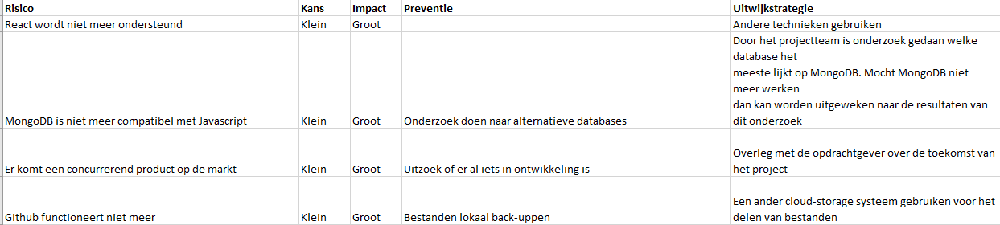 Risico Kans Impact Preventie Uitwijkstrategie
React wordt niet meer ondersteund Klein Groot Andere technieken gebruiken
Door het projectteam is onderzoek gedaan welke
database het
meeste lijkt op MongoDB. Mocht MongoDB niet
meer werken
dan kan worden uitgeweken naar de resultaten van
MongoDB is niet meer compatibel met Javascript Klein Groot Onderzoek doen naar alternatieve databases dit onderzoek
Overleg met de opdrachtgever over de toekomst van
Er komt een concurrerend product op de markt Klein Groot Uitzoek of er al iets in ontwikkeling is het project
Een ander cloud-storage systeem gebruiken voor het
Github functioneert niet meer Klein Groot Bestanden lokaal back-uppen delen van bestanden